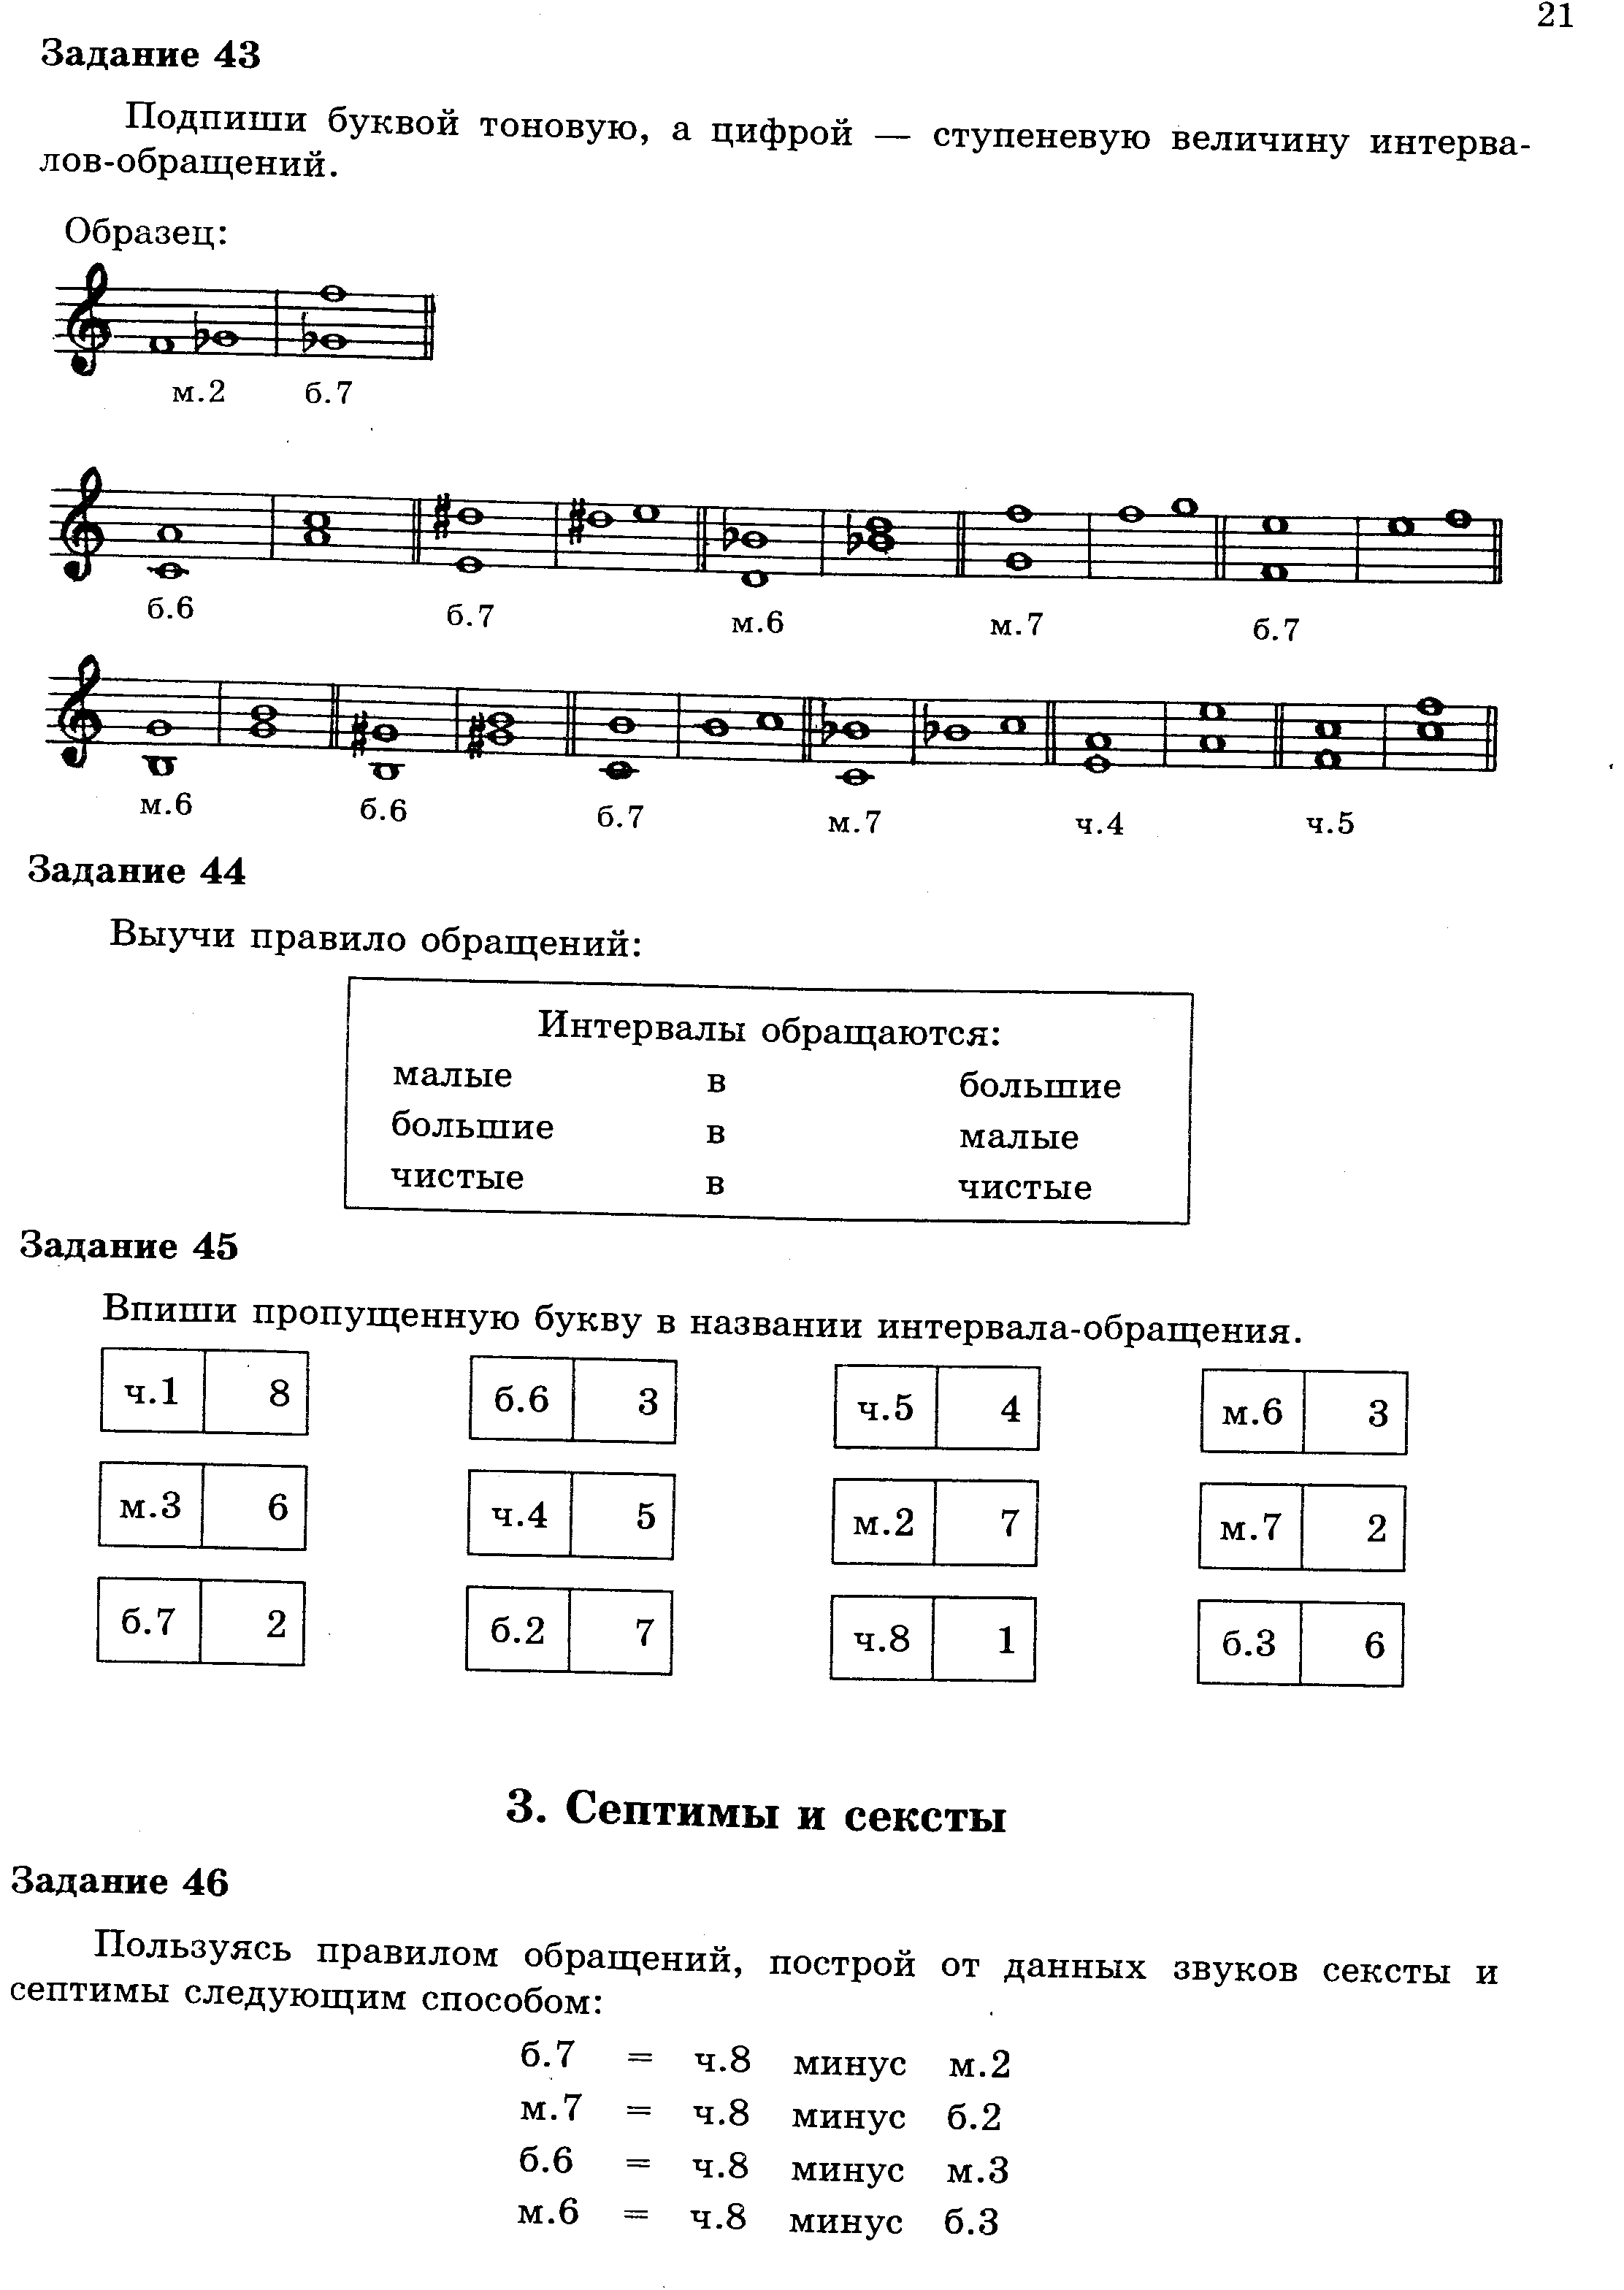 21
Задание 43
Подпиши буквой тоновую, а цифрой — ступеневую величину интерва-
лов-обращений.
Образец:
м.2 б.7
б.6 б.7 м.6 м.7 б.7
м.6 б.6 б.7 м.7 ч.4 ч.5
Задание 44
Выучи правило обращений:
Интервалы обращаются:
малые в большие
большие в малые
чистые в чистые
Задание 45
Впиши пропущенную букву в названии интервала-обращения.
ч.1 8 б.6 3 ч.5 4 м.6 3
м.3 6 ч.4 5 м.2 7 м.7 2
б.7 2 б.2 7 ч.8 1 б.3 6
3. Септимы и сексты
Задание 46
Пользуясь правилом обращений, построй от данных звуков сексты и
септимы следующим способом:
б.7 = ч.8 минус м.2
м.7 = ч.8 минус б.2
б.6 = ч.8 минус м.3
м.6 = ч.8 минус б.3